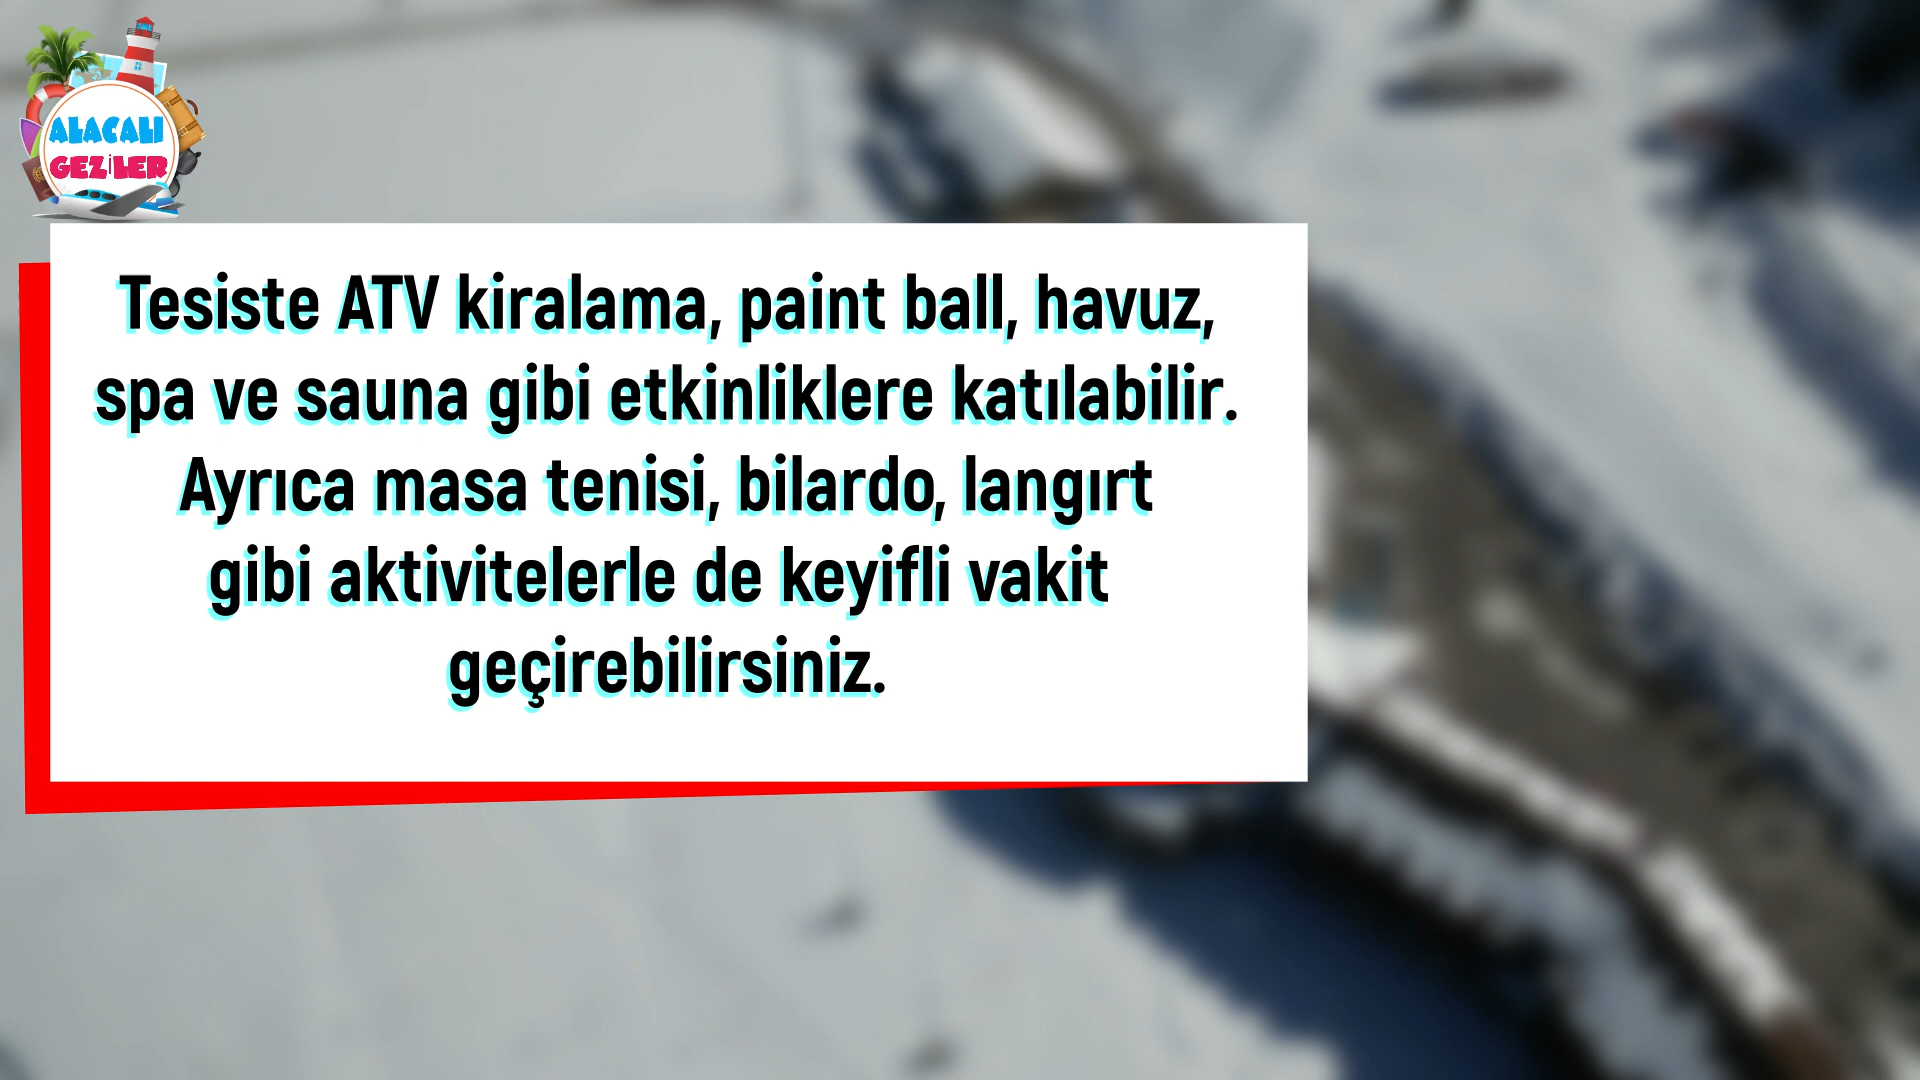 ALACALI
GEZİLER
Tesiste ATV kiralama, paint ball, havuz,
spa ve sauna gibi etkinliklere katılabilir.
Ayrıca masa tenisi, bilardo, langırt
gibi aktivitelerle de keyifli vakit
geçirebilirsiniz.